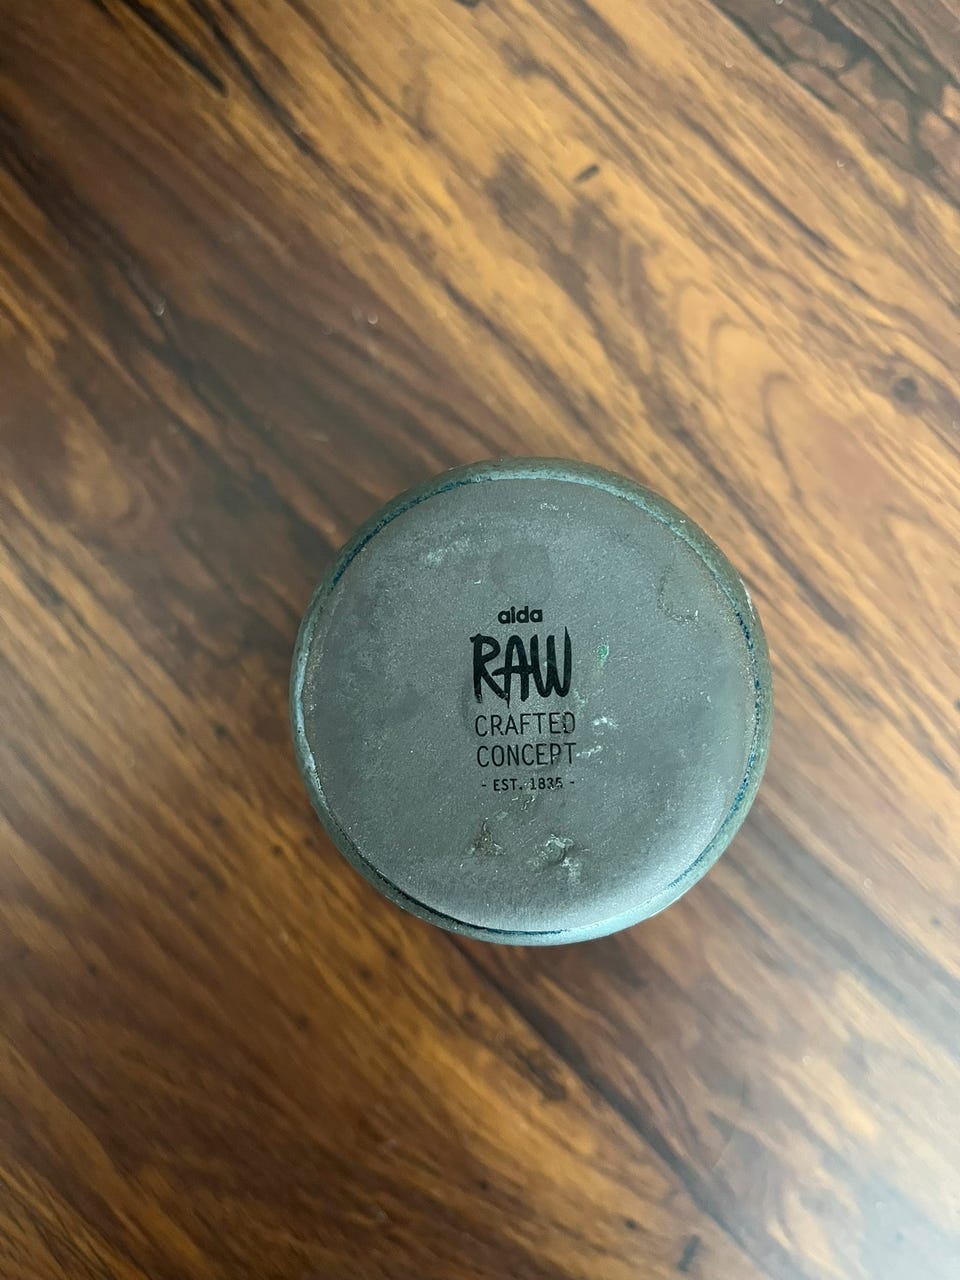 aida
RAW
CRAFTED
CONCEPT
- EST. 1835 -